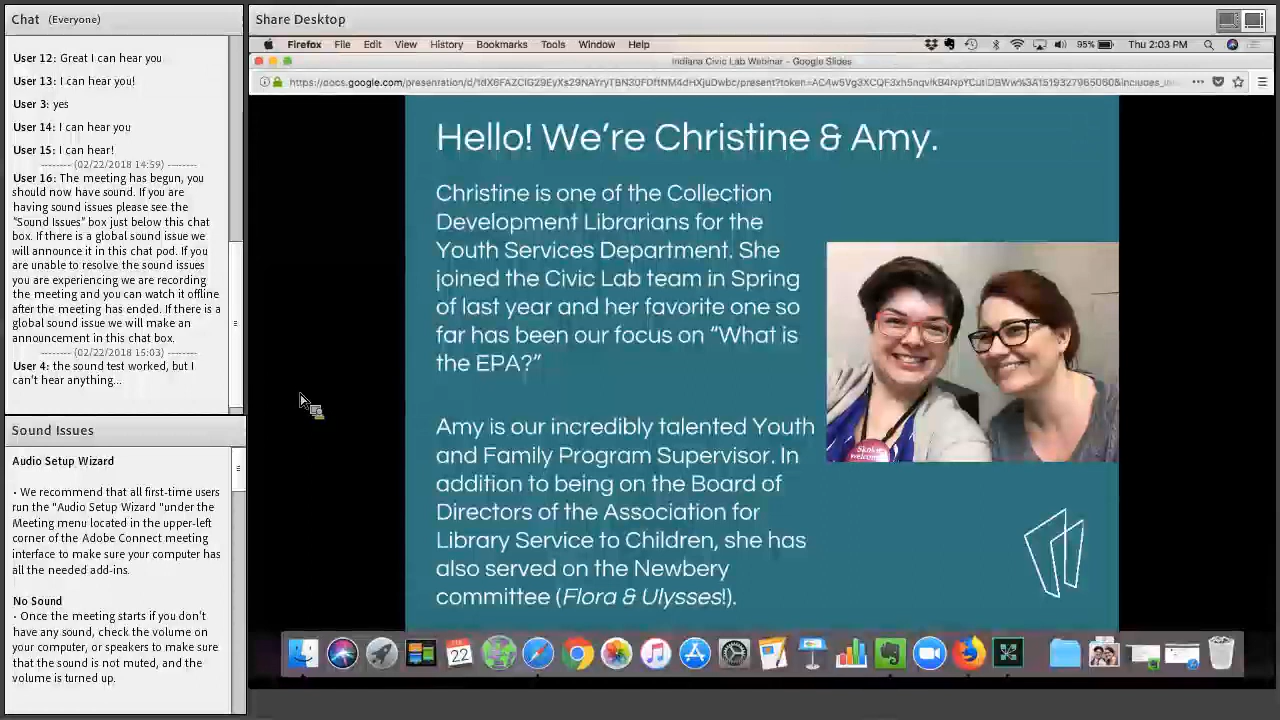 Chat (Everyone)
User 12: Great I can hear you
User 13: I can hear you!
User 3: yes
User 14: I can hear you
User 15: I can hear!
-------- (02/22/2018 14:59) --------
User 16: The meeting has begun, you
should now have sound. If you are
having sound issues please see the
"Sound Issues" box just below this chat
box. If there is a global sound issue we
will announce it in this chat pod. If you
are unable to resolve the sound issues
you are experiencing we are recording
the meeting and you can watch it offline
after the meeting has ended. If there is a
global sound issue we will make an
announcement in this chat box.
-------- (02/22/2018 15:03) --------
User 4: the sound test worked, but I
can't hear anything...
Sound Issues
Audio Setup Wizard
• We recommend that all first-time users
run the "Audio Setup Wizard "under the
Meeting menu located in the upper-left
corner of the Adobe Connect meeting
interface to make sure your computer has
all the needed add-ins.
No Sound
• Once the meeting starts if you don't
have any sound, check the volume on
your computer, or speakers to make sure
that the sound is not muted, and the
volume is turned up.
Share Desktop
Firefox File Edit View History Bookmarks Tools Window Help 95% Thu 2:03 PM
Indiana Civic Lab Webinar - Google Slides
Hello! We're Christine & Amy.
Christine is one of the Collection
Development Librarians for the
Youth Services Department. She
joined the Civic Lab team in Spring
of last year and her favorite one so
far has been our focus on "What is
the EPA?"
Amy is our incredibly talented Youth
and Family Program Supervisor. In
addition to being on the Board of
Directors of the Association for
Library Service to Children, she has
also served on the Newbery
committee (Flora & Ulysses!).
Skokie
welcomes
FEB
22